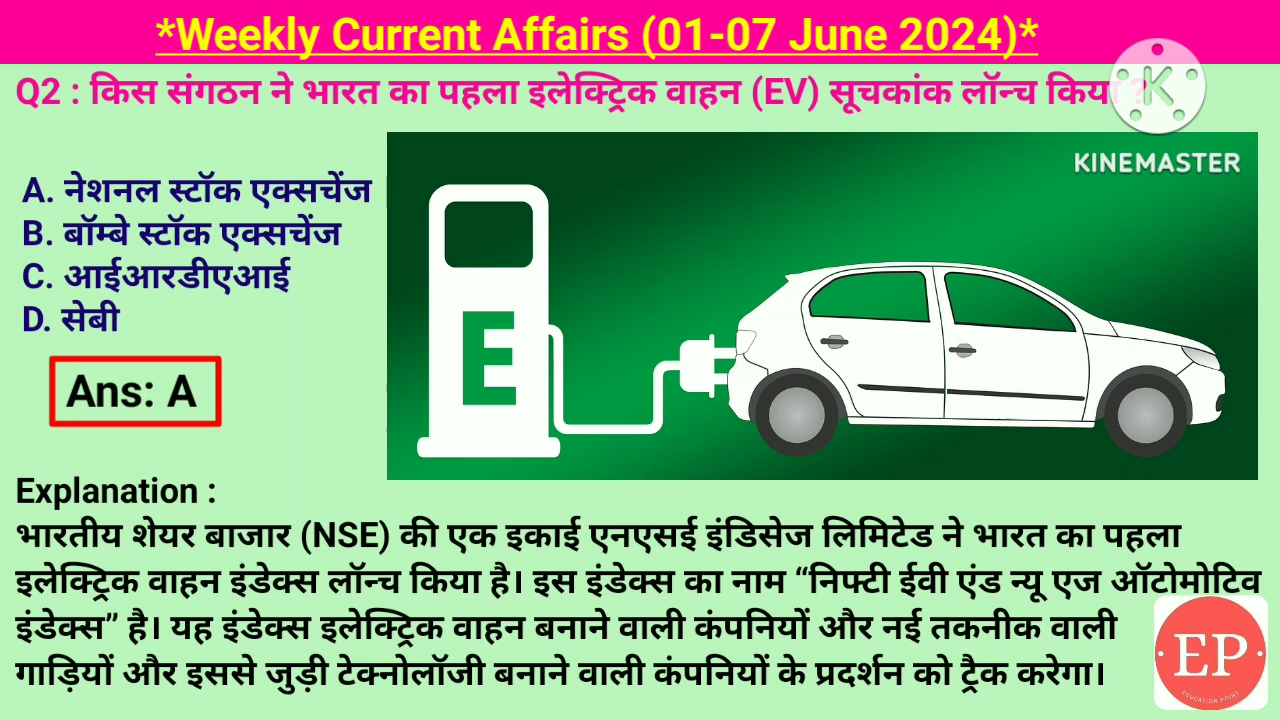 *Weekly Current Affairs (01-07 June 2024)*
Q2 : किस संगठन ने भारत का पहला इलेक्ट्रिक वाहन (EV) सूचकांक लॉन्च किया ?
K
KINEMASTER
A. नेशनल स्टॉक एक्सचेंज
B. बॉम्बे स्टॉक एक्सचेंज
C. आईआरडीएआई
D. सेबी
E
Ans: A
Explanation :
भारतीय शेयर बाजार (NSE) की एक इकाई एनएसई इंडिसेज लिमिटेड ने भारत का पहला
इलेक्ट्रिक वाहन इंडेक्स लॉन्च किया है। इस इंडेक्स का नाम “निफ्टी ईवी एंड न्यू एज ऑटोमोटिव
इंडेक्स” है। यह इंडेक्स इलेक्ट्रिक वाहन बनाने वाली कंपनियों और नई तकनीक वाली
गाड़ियों और इससे जुड़ी टेक्नोलॉजी बनाने वाली कंपनियों के प्रदर्शन को ट्रैक करेगा।
EP
EDUCATION POINT